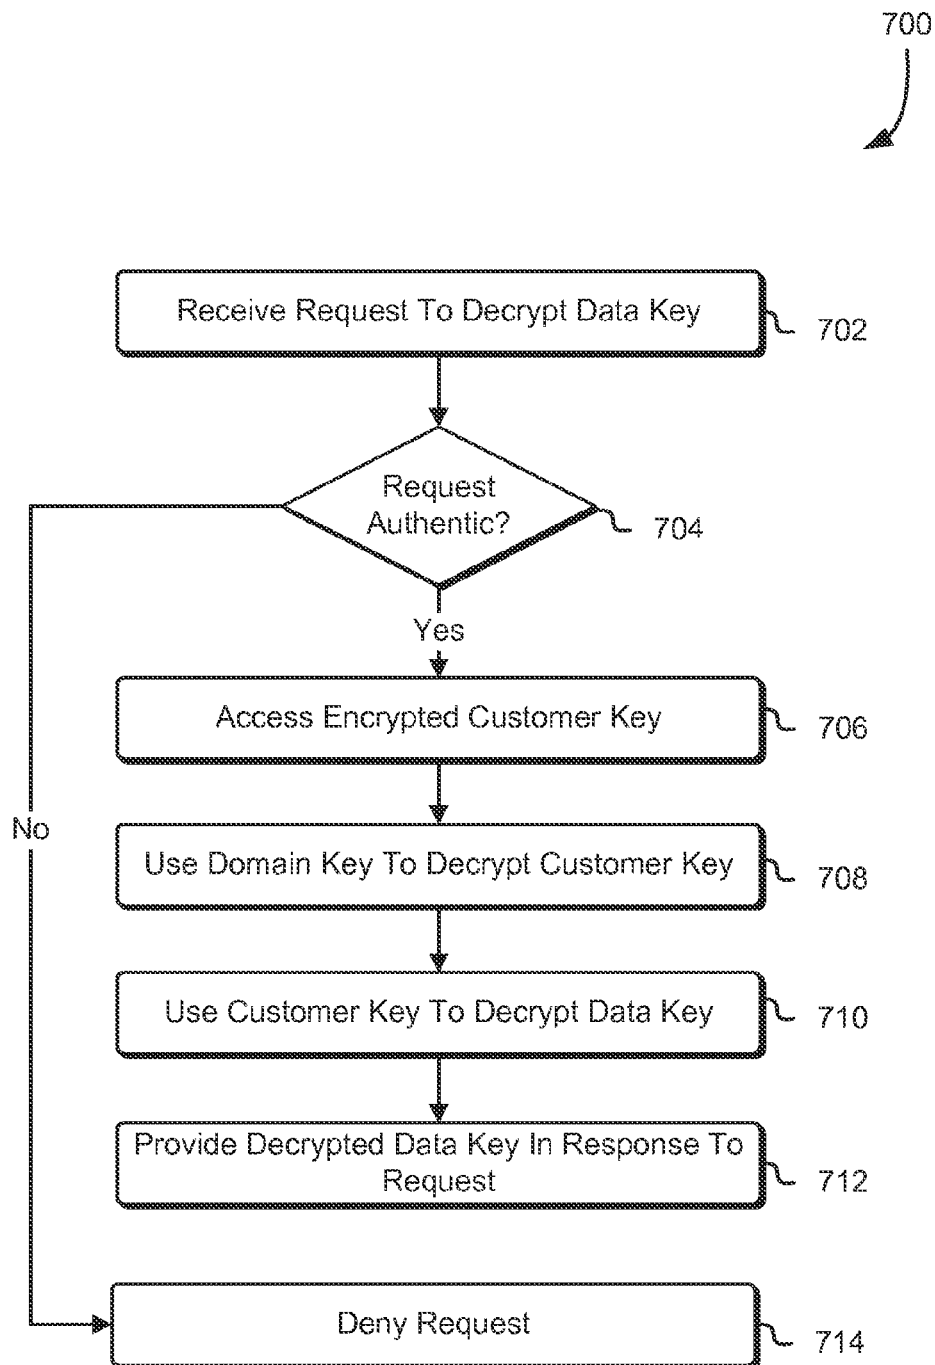 700
Receive Request To Decrypt Data Key
702
Request
Authentic?
704
Yes
Access Encrypted Customer Key
706
No
Use Domain Key To Decrypt Customer Key
708
Use Customer Key To Decrypt Data Key
710
Provide Decrypted Data Key In Response To
Request
712
Deny Request
714